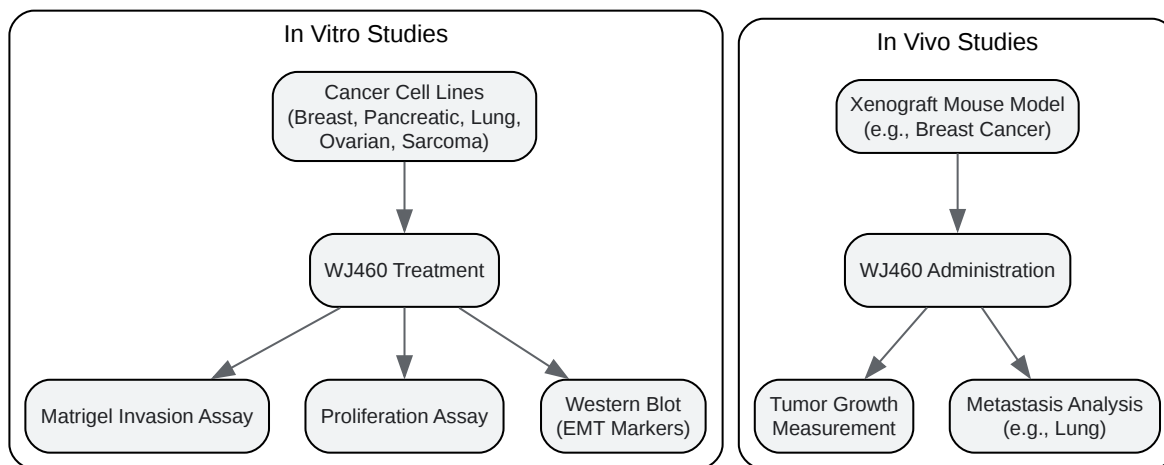 In Vitro Studies
Cancer Cell Lines
(Breast, Pancreatic, Lung,
Ovarian, Sarcoma)
WJ460 Treatment
Matrigel Invasion Assay
Proliferation Assay
Western Blot
(EMT Markers)
In Vivo Studies
Xenograft Mouse Model
(e.g., Breast Cancer)
WJ460 Administration
Tumor Growth
Measurement
Metastasis Analysis
(e.g., Lung)